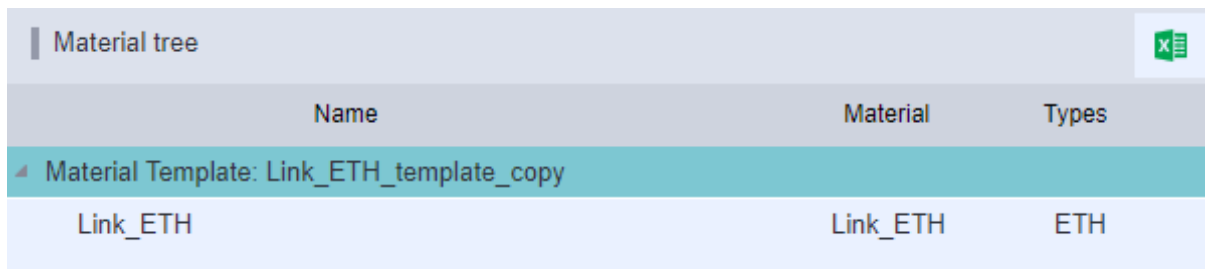 Material tree
Name Material Types
Material Template: Link_ETH_template_copy
Link_ETH Link_ETH ETH